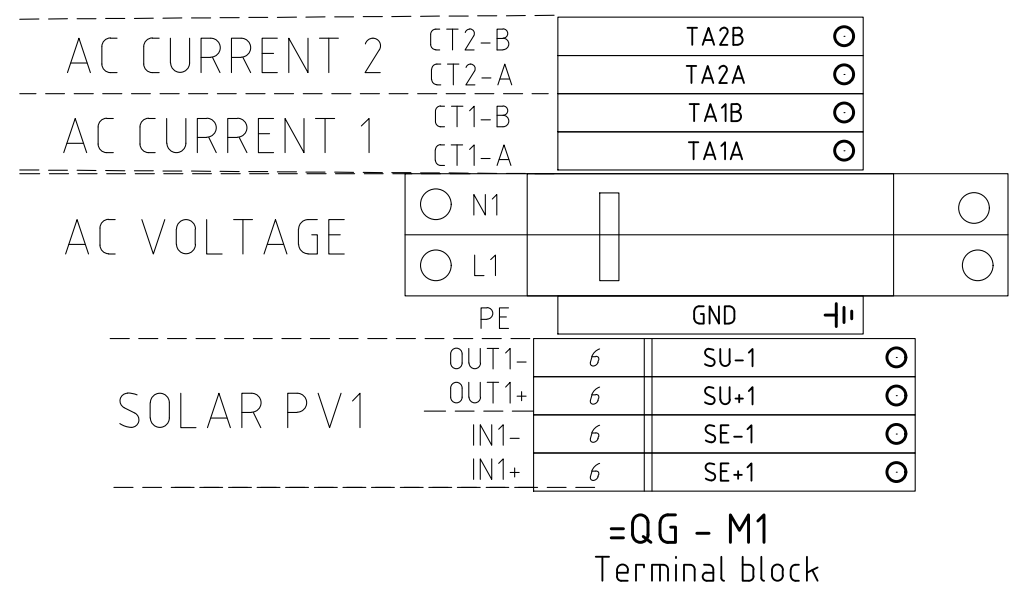 AC CURRENT 2
CT2-B TA2B
CT2-A TA2A
AC CURRENT 1
CT1-B TA1B
CT1-A TA1A
AC VOLTAGE
N1
L1
PE GND
SOLAR PV1
OUT1- 6 SU-1
OUT1+ 6 SU+1
IN1- 6 SE-1
IN1+ 6 SE+1
=QG - M1
Terminal block